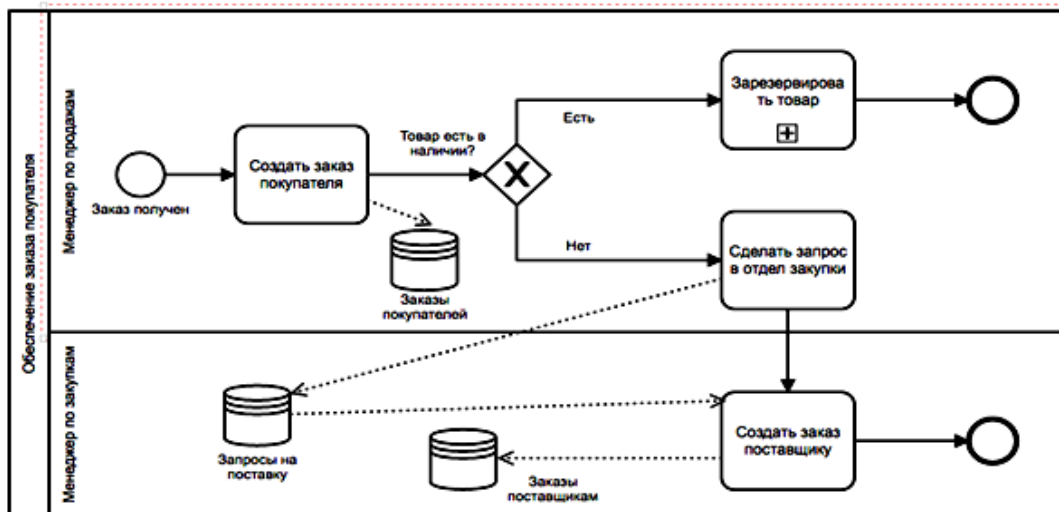 Обеспечение заказа покупателя
Менеджер по продажам
Заказ получен
Создать заказ
покупателя
Заказы
покупателей
Товар есть в
наличии?
Есть
Нет
Зарезервирова
ть товар
Сделать запрос
в отдел закупки
Менеджер по закупкам
Запросы на
поставку
Заказы
поставщикам
Создать заказ
поставщику